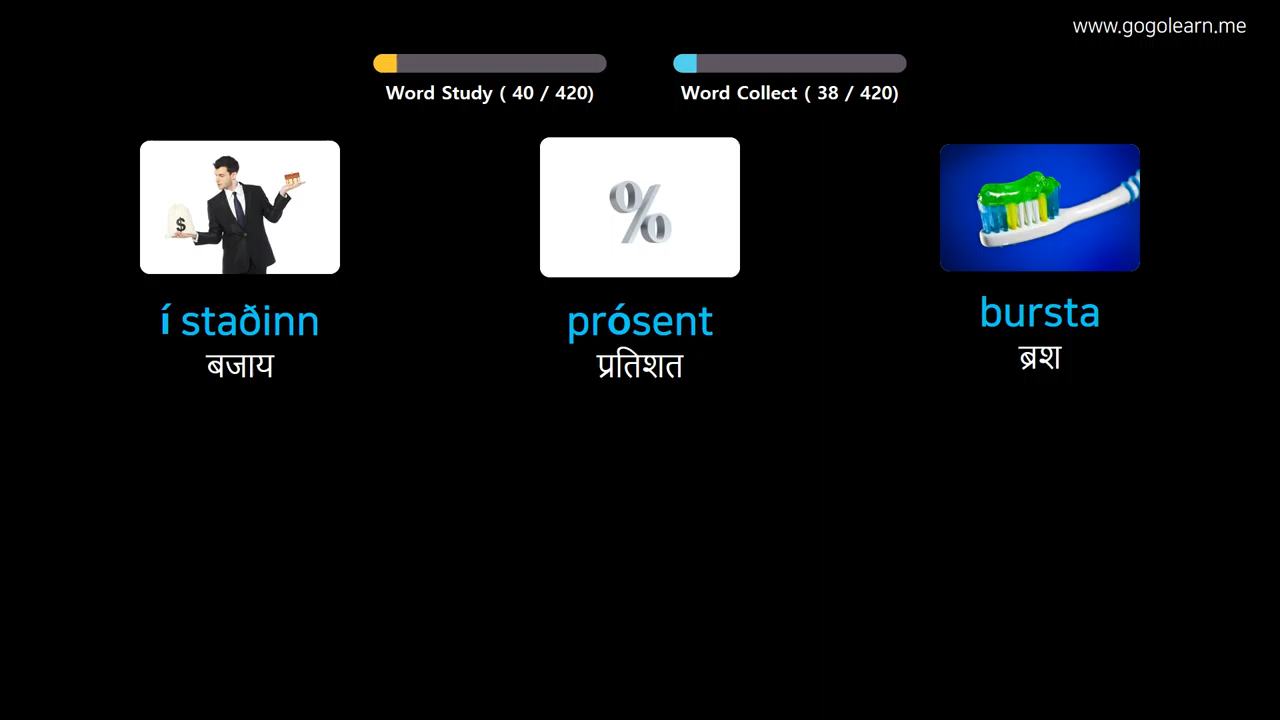 www.gogolearn.me
Word Study ( 40 / 420)
Word Collect ( 38 / 420)
$
%
í staðinn
बजाय
prósent
प्रतिशत
bursta
ब्रश